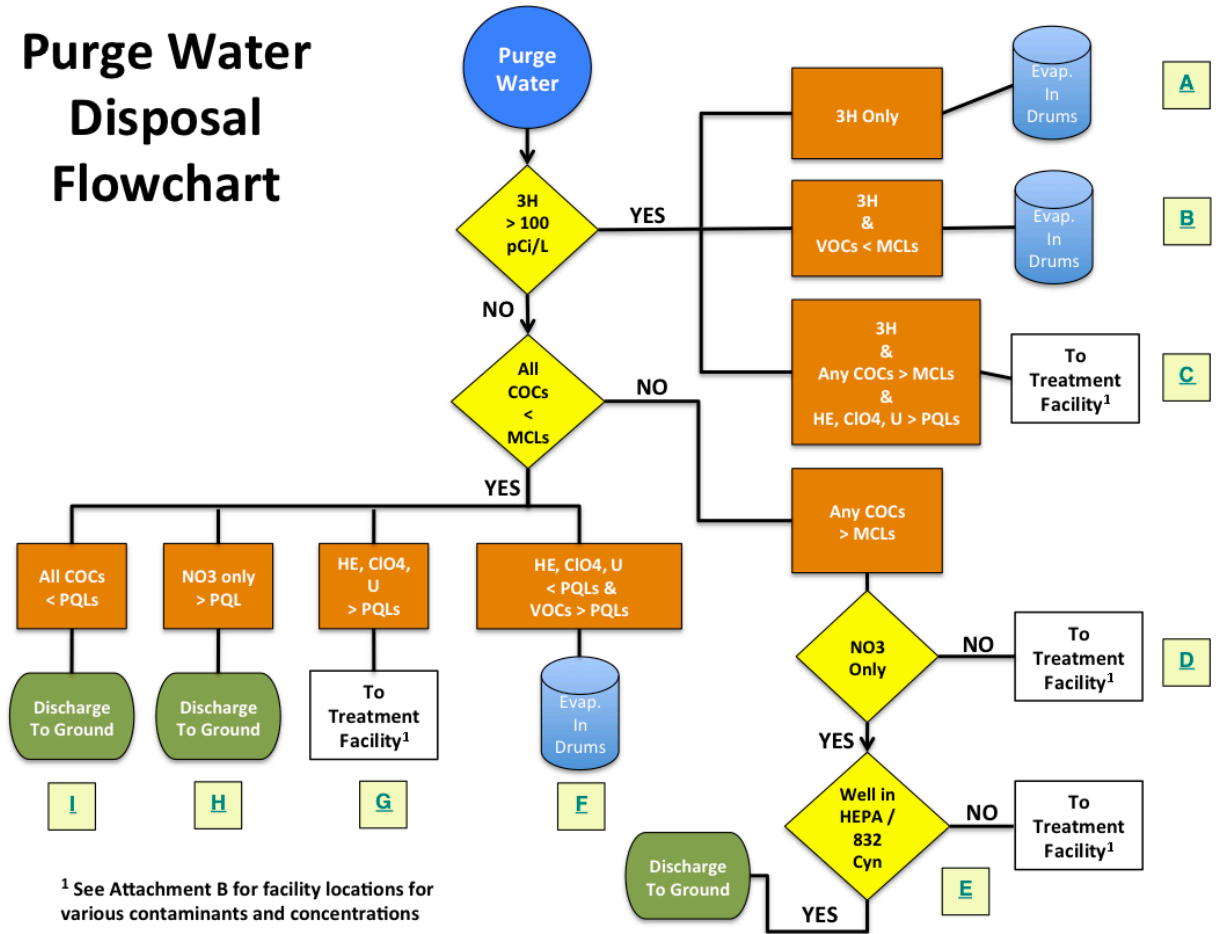 Purge Water
Disposal
Flowchart
Purge
Water
3H
> 100
pCi/L
YES
NO
3H Only
Evap.
In
Drums
A
3H
&
VOCs < MCLs
Evap.
In
Drums
B
3H
&
Any COCs > MCLs
&
HE, ClO4, U > PQLs
To
Treatment
Facility¹
C
All
COCs
<
MCLs
NO
YES
Any COCs
> MCLs
NO3
Only
NO
To
Treatment
Facility¹
D
YES
Well in
HEPA /
832
Cyn
NO
To
Treatment
Facility¹
E
YES
Discharge
To Ground
All COCs
< PQLs
Discharge
To Ground
I
NO3 only
> PQL
Discharge
To Ground
H
HE, ClO4,
U
> PQLs
To
Treatment
Facility¹
G
HE, ClO4, U
< PQLs &
VOCs > PQLs
Evap.
In
Drums
F
¹ See Attachment B for facility locations for
various contaminants and concentrations